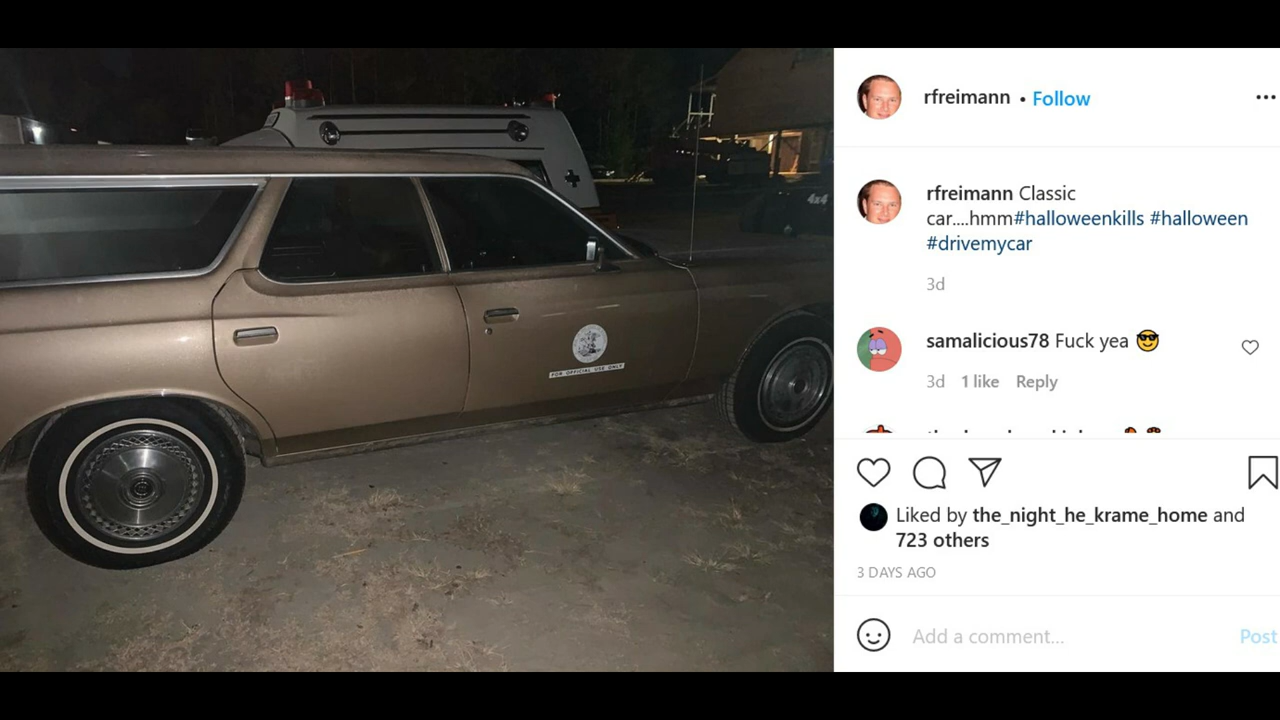 4x4
FOR OFFICIAL USE ONLY
rfreimann • Follow
rfreimann Classic
car....hmm#halloweenkills #halloween
#drivemycar
3d
samalicious78 Fuck yea 😎
3d 1 like Reply
Liked by the_night_he_krame_home and
723 others
3 DAYS AGO
Add a comment... Post